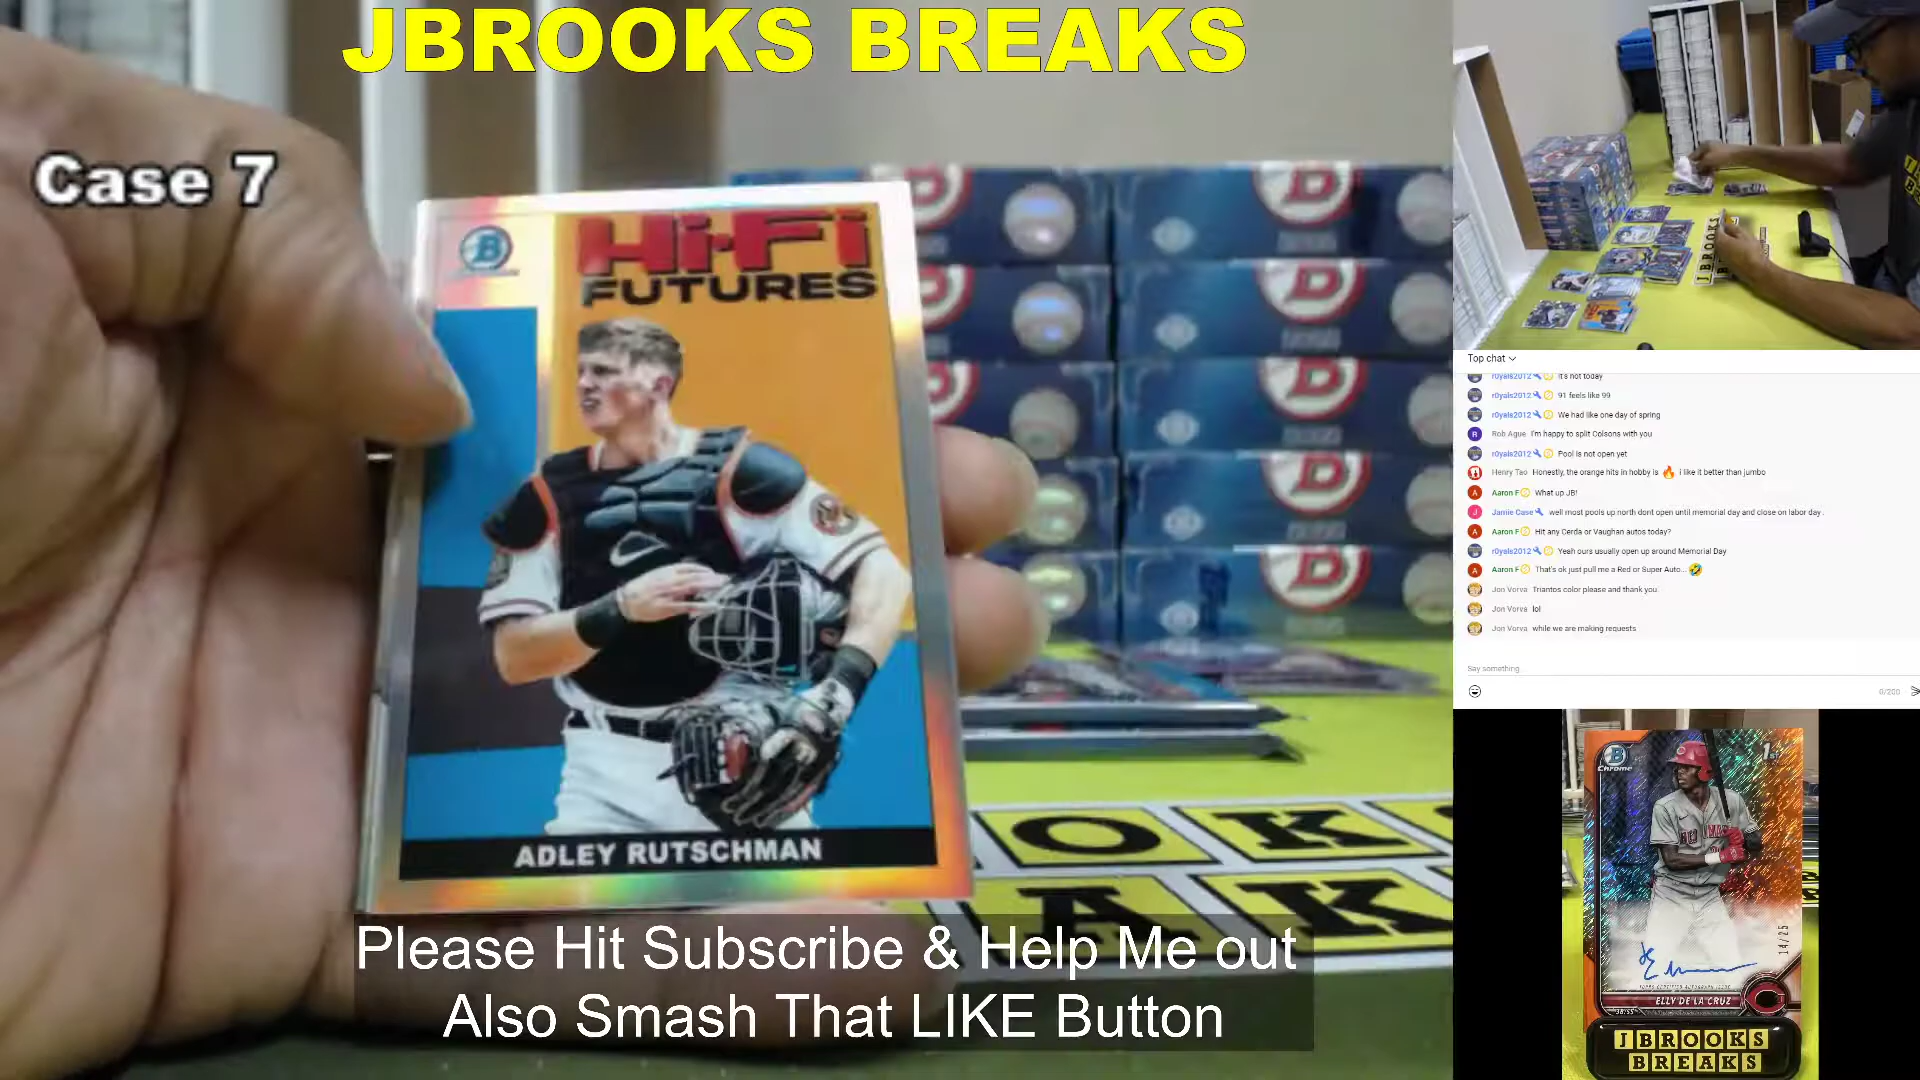 JBROOKS BREAKS
Case 7
B
Hi-Fi
FUTURES
ADLEY RUTSCHMAN
Please Hit Subscribe & Help Me out
Also Smash That LIKE Button
OK
AK
Top chat
r0yals2012 It's not today
r0yals2012 91 feels like 99
r0yals2012 We had like one day of spring
Rob Ague I'm happy to split Colsons with you
r0yals2012 Pool is not open yet
Henry Tao Honestly, the orange hits in hobby is 🔥 i like it better than jumbo
Aaron F What up JB!
Jamie Case well most pools up north dont open until memorial day and close on labor day .
Aaron F Hit any Cerda or Vaughan autos today?
r0yals2012 Yeah ours usually open up around Memorial Day
Aaron F That's ok just pull me a Red or Super Auto... 🤣
Jon Vorva Triantos color please and thank you.
Jon Vorva lol
Jon Vorva while we are making requests
Say something...
0/200
B
Chrome
1st
14/25
ELLY DE LA CRUZ
JBROOKS
BREAKS